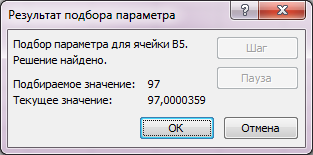 Результат подбора параметра
Подбор параметра для ячейки B5.
Решение найдено.
Шаг
Пауза
Подбираемое значение: 97
Текущее значение: 97,0000359
ОК
Отмена